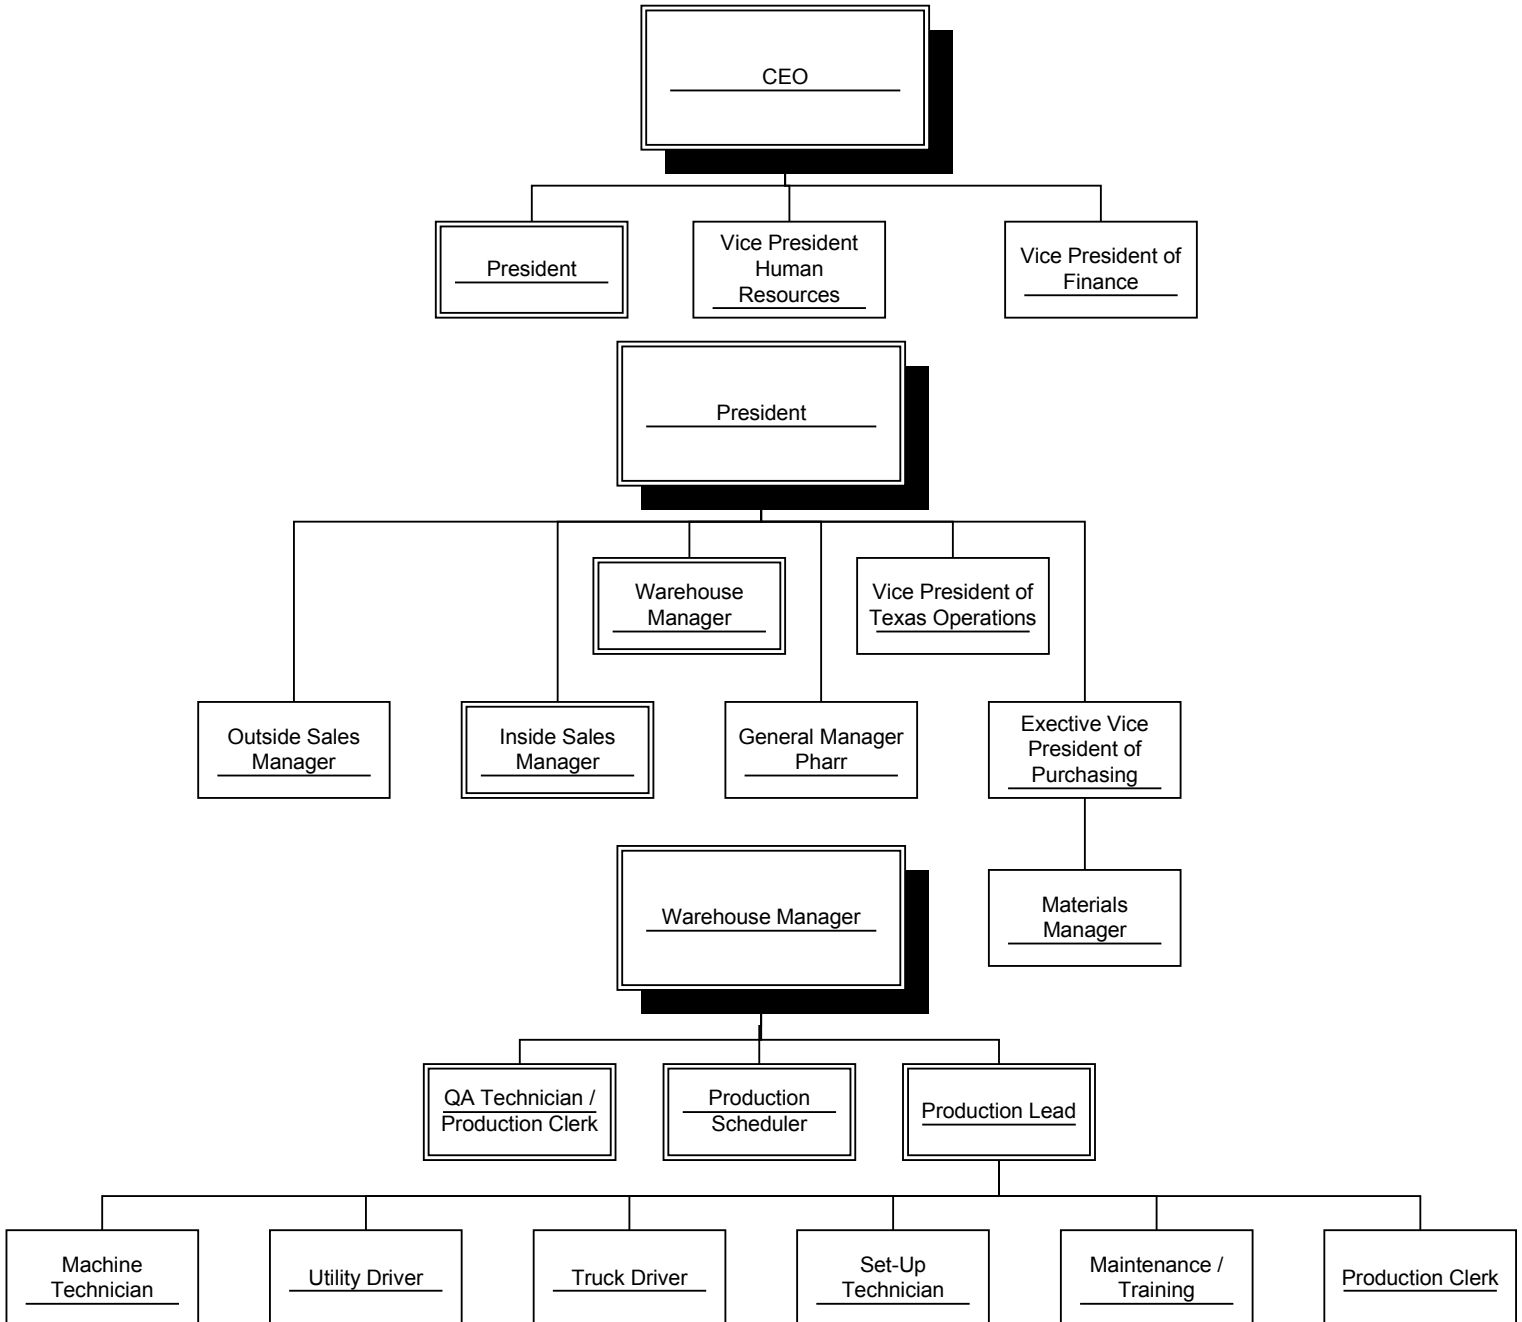 CEO
President
Vice President
Human
Resources
Vice President of
Finance
President
Warehouse
Manager
Vice President of
Texas Operations
Outside Sales
Manager
Inside Sales
Manager
General Manager
Pharr
Exective Vice
President of
Purchasing
Warehouse Manager
Materials
Manager
QA Technician /
Production Clerk
Production
Scheduler
Production Lead
Machine
Technician
Utility Driver
Truck Driver
Set-Up
Technician
Maintenance /
Training
Production Clerk